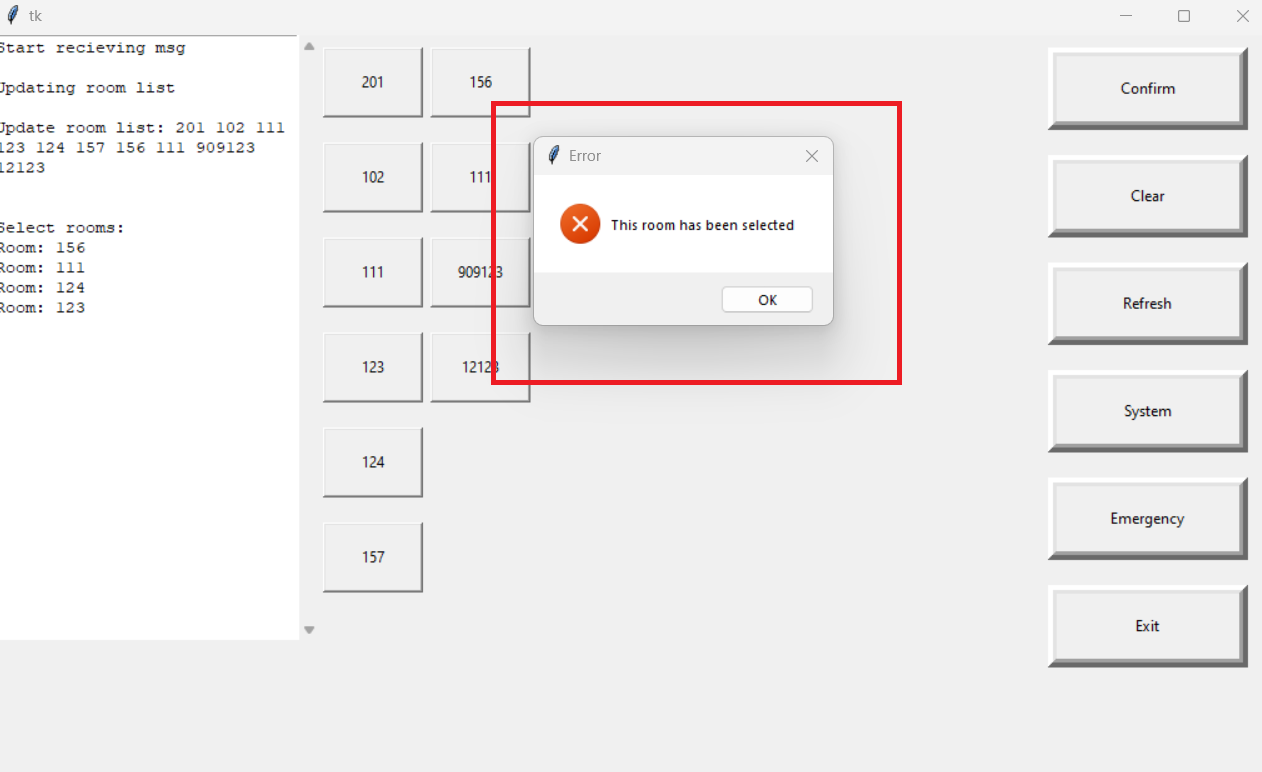 tk
Start recieving msg
Updating room list
Update room list: 201 102 111
123 124 157 156 111 909123
12123
Select rooms:
Room: 156
Room: 111
Room: 124
Room: 123
201 156
102 111
111 909123
123 12123
124
157
Error
This room has been selected
OK
Confirm
Clear
Refresh
System
Emergency
Exit